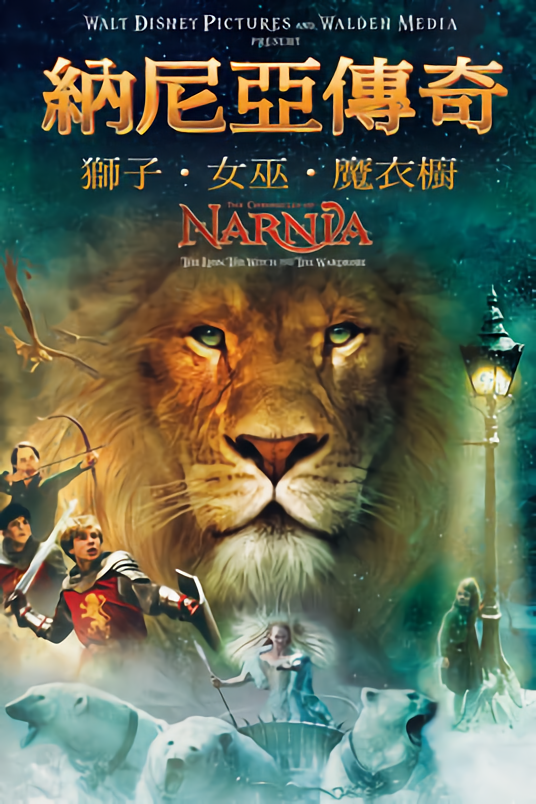 WALT DISNEY PICTURES AND WALDEN MEDIA
PRESENT
納尼亞傳奇
獅子·女巫·魔衣櫥
THE CHRONICLES OF
NARNIA
THE LION, THE WITCH AND THE WARDROBE